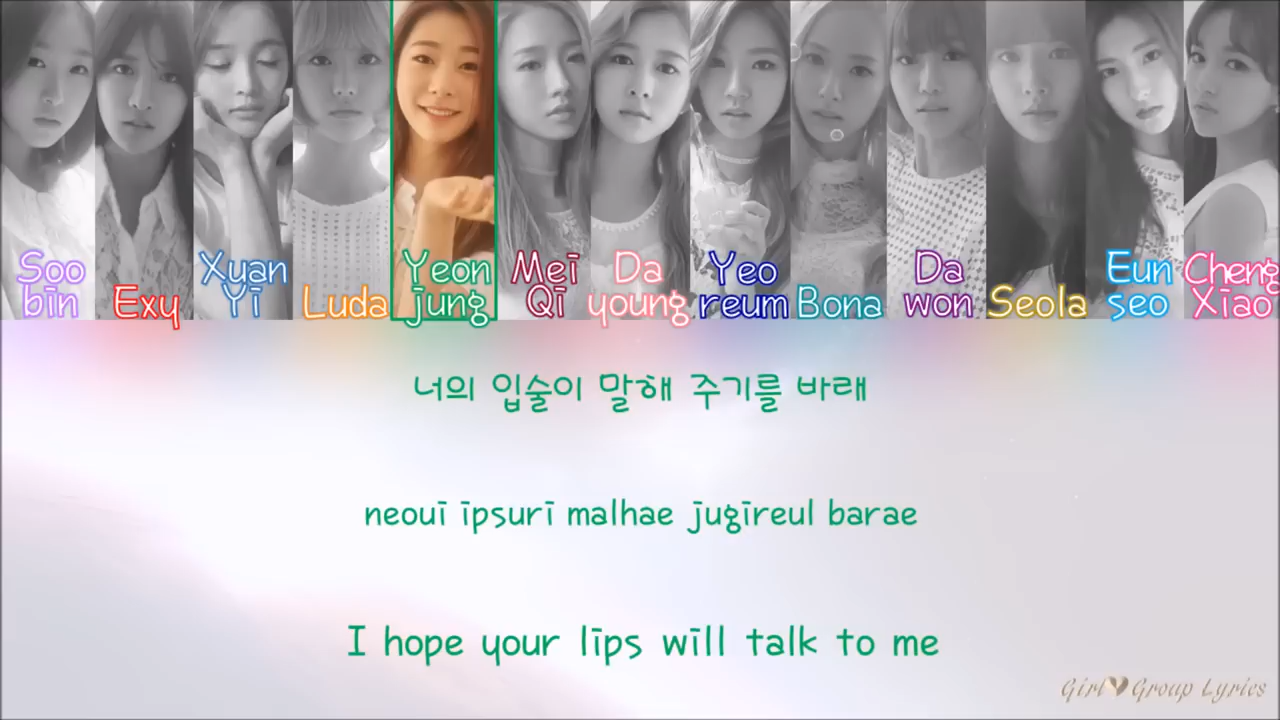 Soo
bin
Exy
Xuan
Yi
Luda
Yeon
jung
Mei
Qi
Da
young
Yeo
reum
Bona
Da
won
Seola
Eun
seo
Cheng
Xiao
너의 입술이 말해 주기를 바래
neoui ipsuri malhae jugireul barae
I hope your lips will talk to me
Girl♥Group Lyrics